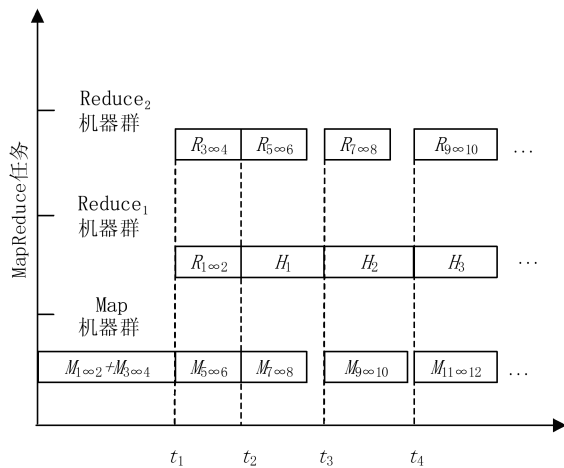 MapReduce任务
Reduce₂
机器群
R₃∞₄ R₅∞₆ R₇∞₈ R₉∞₁₀ ...
Reduce₁
机器群
R₁∞₂ H₁ H₂ H₃ ...
Map
机器群
M₁∞₂+M₃∞₄ M₅∞₆ M₇∞₈ M₉∞₁₀ M₁₁∞₁₂ ...
t₁ t₂ t₃ t₄